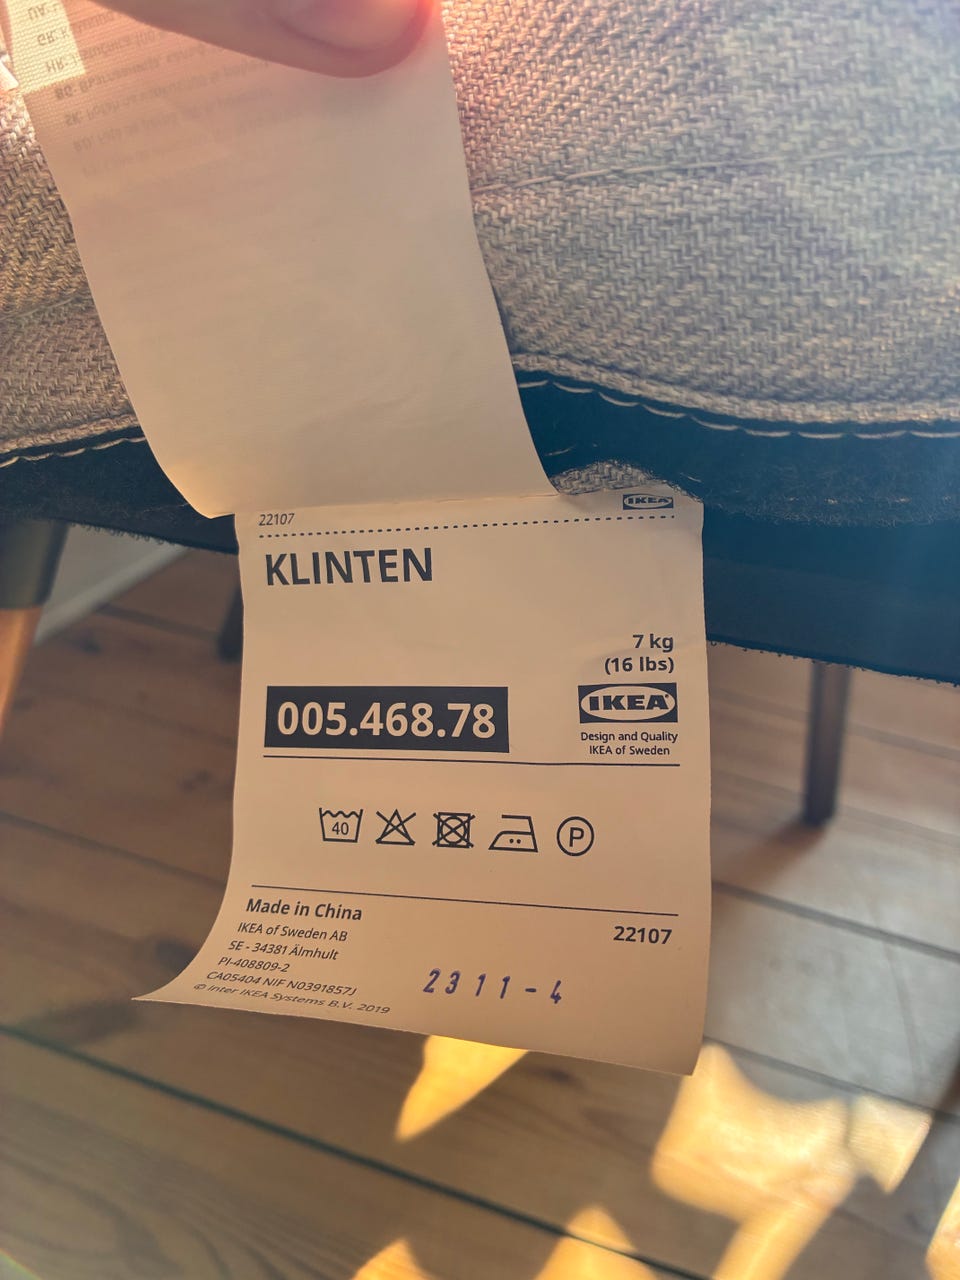 22107
IKEA
KLINTEN
7 kg
(16 lbs)
005.468.78
IKEA
Design and Quality
IKEA of Sweden
40
P
Made in China
IKEA of Sweden AB
SE - 34381 Älmhult
PI-408809-2
CA05404 NIF N0391857J
© Inter IKEA Systems B.V. 2019
22107
2311-4